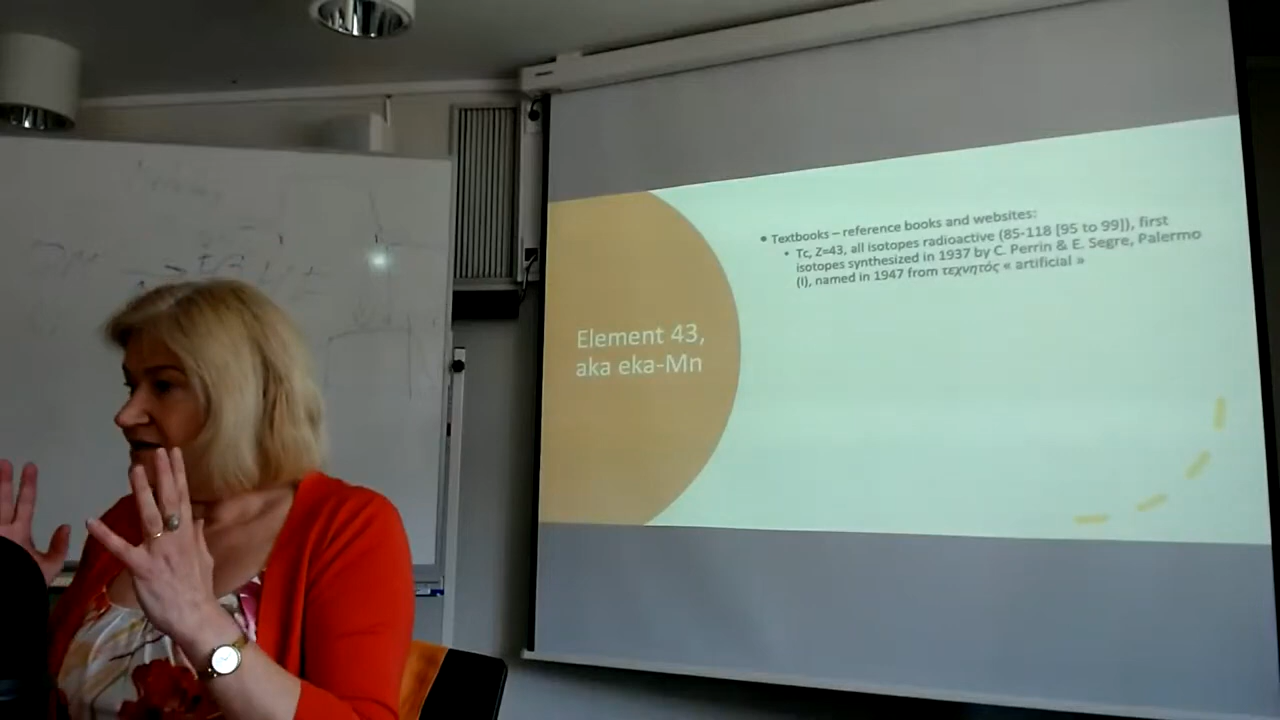 Element 43,
aka eka-Mn
• Textbooks – reference books and websites:
• Tc, Z=43, all isotopes radioactive (85-118 [95 to 99]), first
isotopes synthesized in 1937 by C. Perrin & E. Segre, Palermo
(I), named in 1947 from τεχνητός « artificial »